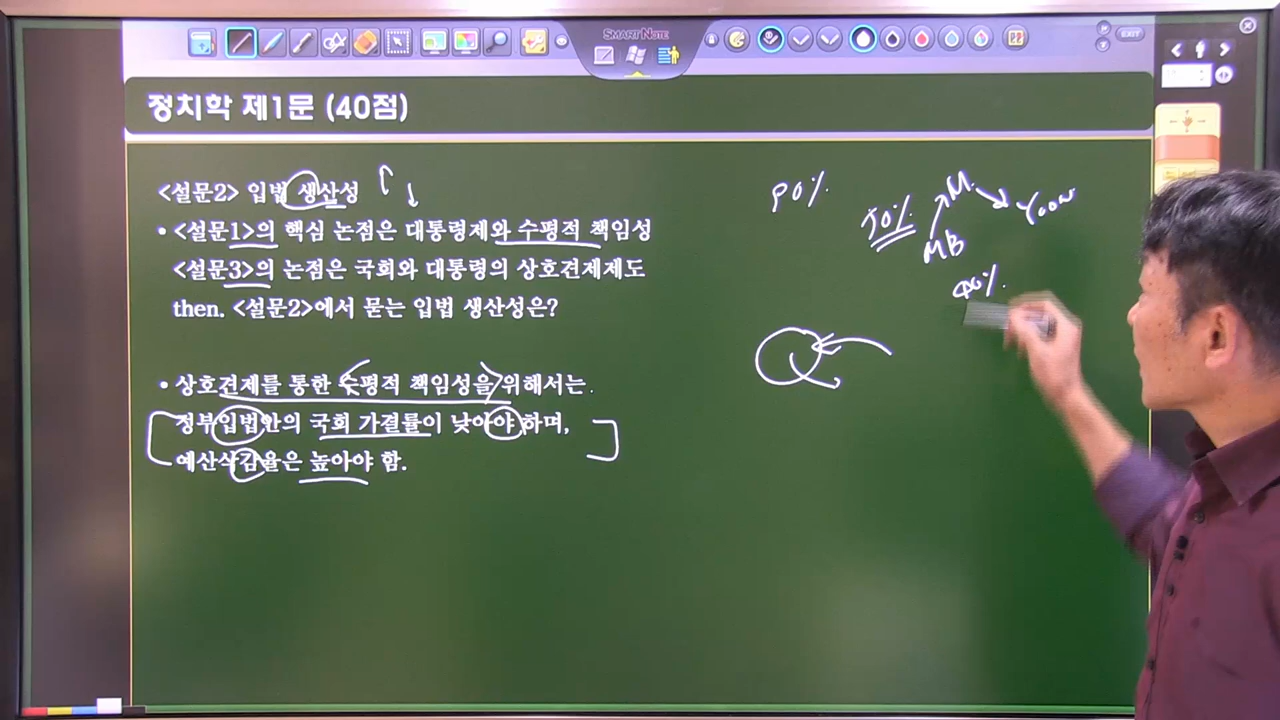 SMART NOTE
EXIT
정치학 제1문 (40점)
<설문2> 입법 생산성
• <설문1>의 핵심 논점은 대통령제와 수평적 책임성
<설문3>의 논점은 국회와 대통령의 상호견제제도
then. <설문2>에서 묻는 입법 생산성은?
• 상호견제를 통한 수평적 책임성을 위해서는.
정부입법안의 국회 가결률이 낮아야 하며,
예산삭감율은 높아야 함.
90%
70%
M.
Yoon
MB